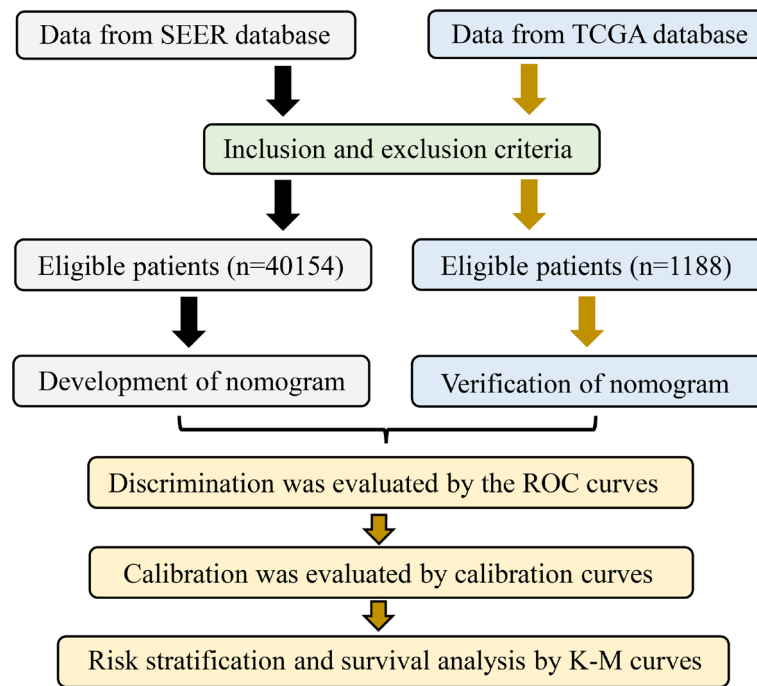 Data from SEER database
Data from TCGA database
Inclusion and exclusion criteria
Eligible patients (n=40154)
Eligible patients (n=1188)
Development of nomogram
Verification of nomogram
Discrimination was evaluated by the ROC curves
Calibration was evaluated by calibration curves
Risk stratification and survival analysis by K-M curves